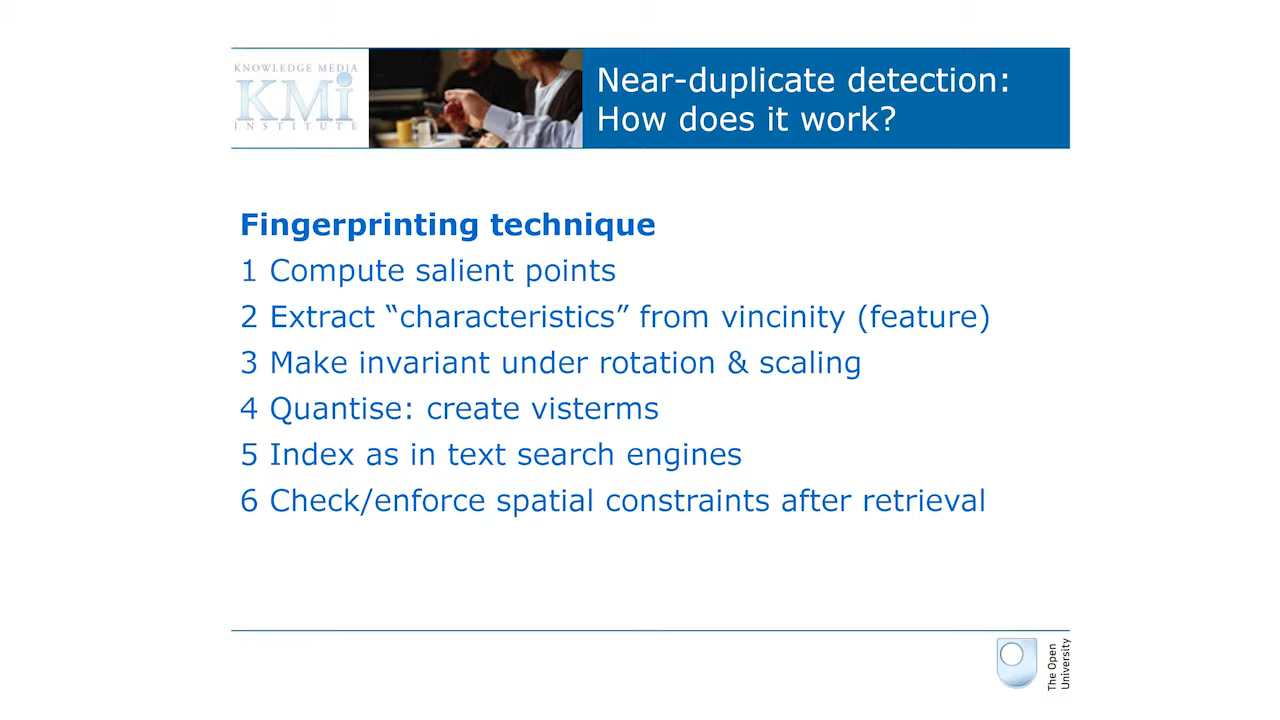 KNOWLEDGE MEDIA
KMi
INSTITUTE
Near-duplicate detection:
How does it work?
Fingerprinting technique
1 Compute salient points
2 Extract “characteristics” from vincinity (feature)
3 Make invariant under rotation & scaling
4 Quantise: create visterms
5 Index as in text search engines
6 Check/enforce spatial constraints after retrieval
The Open
University